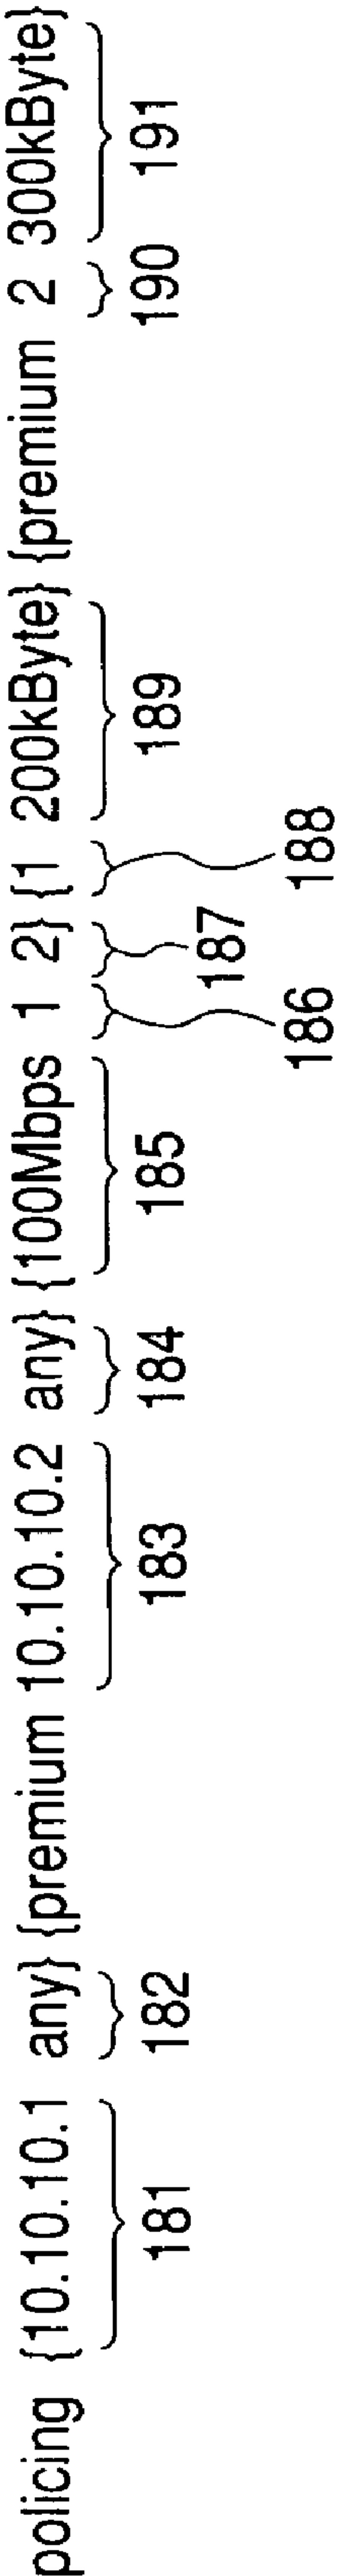 policing {10.10.10.1 any} {premium 10.10.10.2 any} {100Mbps 1 2} {1 200kByte} {premium 2 300kByte}
181 182 183 184 185 189 190 191
187
186 188